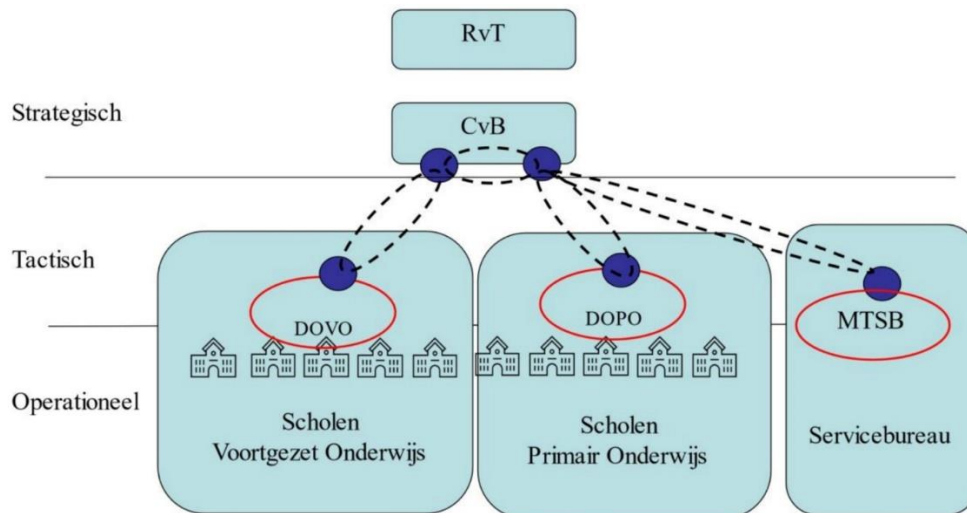 RvT
Strategisch
CvB
Tactisch
DOVO
DOPO
MTSB
Operationeel
Scholen
Voortgezet Onderwijs
Scholen
Primair Onderwijs
Servicebureau